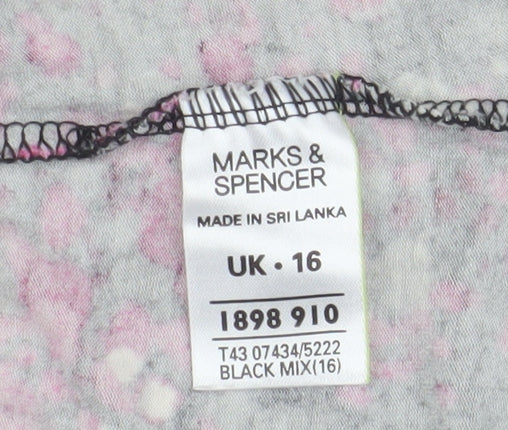 MARKS &
SPENCER
MADE IN SRI LANKA
UK • 16
1898 910
T43 07434/5222
BLACK MIX(16)